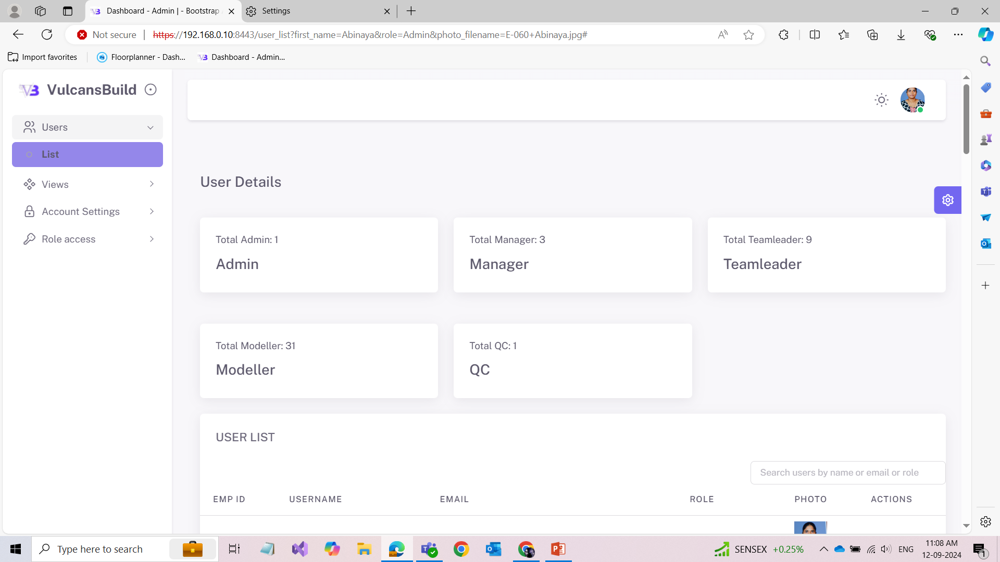 Dashboard - Admin | - Bootstrap
Settings
Not secure
https://192.168.0.10:8443/user_list?first_name=Abinaya&role=Admin&photo_filename=E-060+Abinaya.jpg#
Import favorites
Floorplanner - Dash...
Dashboard - Admin...
VulcansBuild
Users
List
Views
Account Settings
Role access
User Details
Total Admin: 1
Admin
Total Manager: 3
Manager
Total Teamleader: 9
Teamleader
Total Modeller: 31
Modeller
Total QC: 1
QC
USER LIST
Search users by name or email or role
EMP ID USERNAME EMAIL ROLE PHOTO ACTIONS
Type here to search
SENSEX +0.25%
ENG
11:08 AM
12-09-2024
1